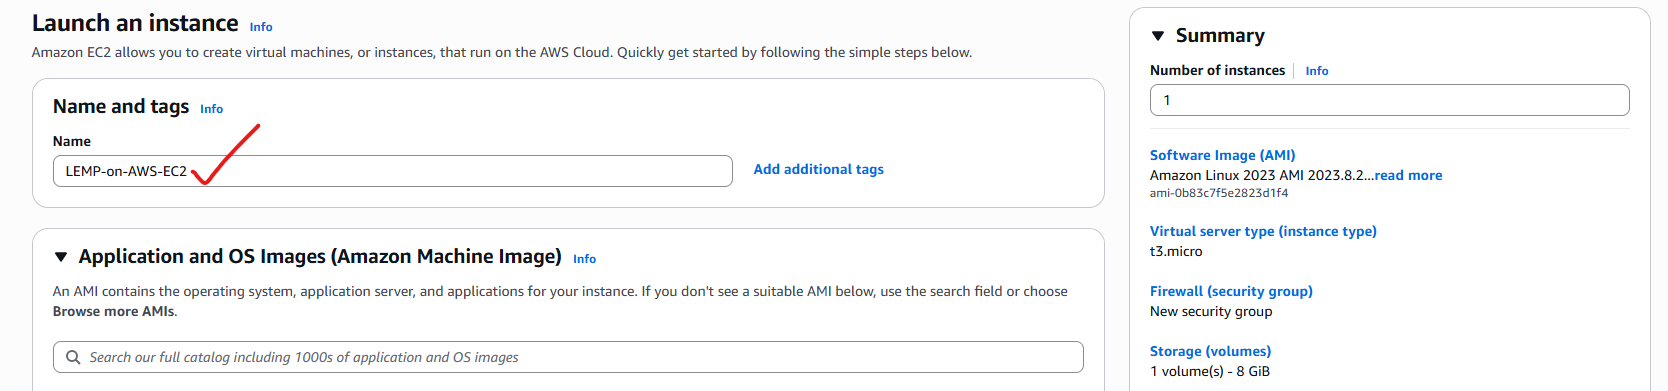 Launch an instance Info
Amazon EC2 allows you to create virtual machines, or instances, that run on the AWS Cloud. Quickly get started by following the simple steps below.
Name and tags Info
Name
LEMP-on-AWS-EC2
Add additional tags
Application and OS Images (Amazon Machine Image) Info
An AMI contains the operating system, application server, and applications for your instance. If you don't see a suitable AMI below, use the search field or choose
Browse more AMIs.
Search our full catalog including 1000s of application and OS images
Summary
Number of instances Info
1
Software Image (AMI)
Amazon Linux 2023 AMI 2023.8.2...read more
ami-0b83c7f5e2823d1f4
Virtual server type (instance type)
t3.micro
Firewall (security group)
New security group
Storage (volumes)
1 volume(s) - 8 GiB